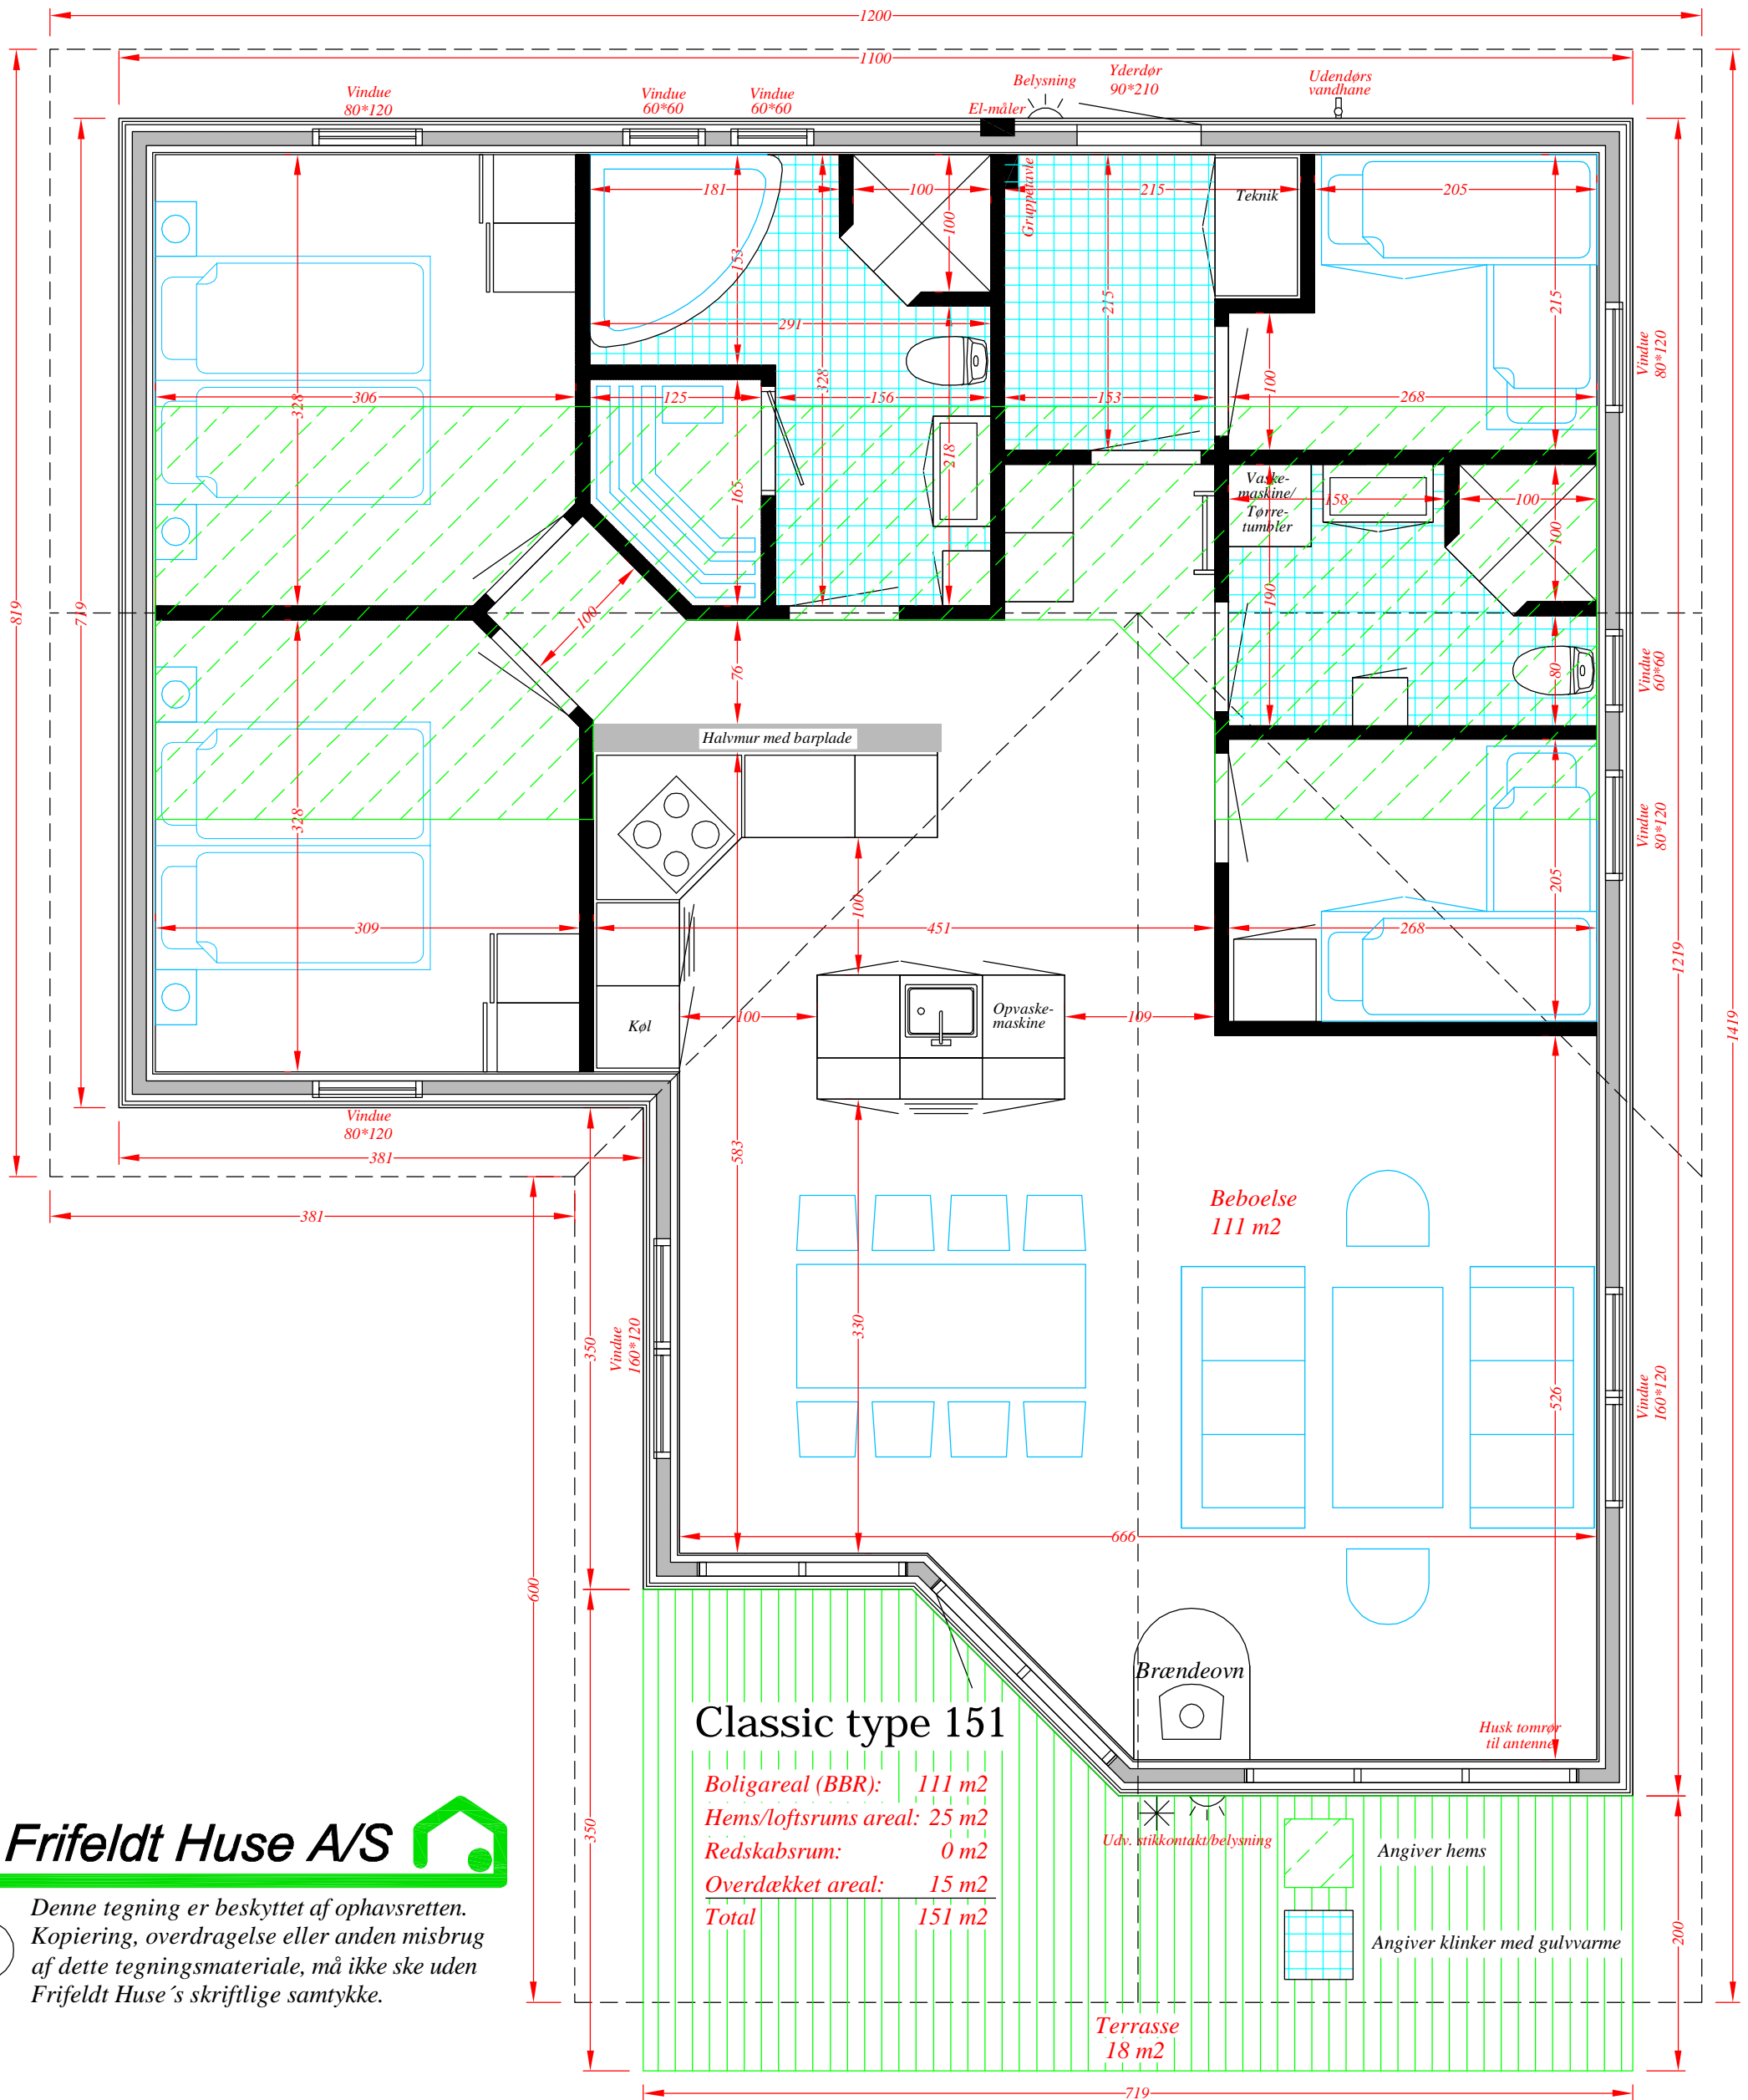 1200
1100
Vindue
80*120
Vindue
60*60
Vindue
60*60
El-måler
Belysning
Yderdør
90*210
Udendørs
vandhane
181
100
Gruppetavle
215
Teknik
205
153
100
215
215
291
328
328
306
125
156
153
100
268
Vindue
80*120
165
218
Vaske-
maskine/
Tørre-
tumbler
158
100
100
190
819
719
100
76
80
Vindue
60*60
Halvmur med barplade
328
100
205
Vindue
80*120
309
451
268
1219
1419
Køl
100
Opvaske-
maskine
109
Vindue
80*120
381
381
583
Beboelse
111 m2
350
Vindue
160*120
330
526
Vindue
160*120
666
600
Brændeovn
Classic type 151
Husk tomrør
til antenne
Boligareal (BBR): 111 m2
Hems/loftsrums areal: 25 m2
Redskabsrum: 0 m2
Overdækket areal: 15 m2
Total 151 m2
350
Udv. stikkontakt/belysning
Angiver hems
Angiver klinker med gulvvarme
200
Frifeldt Huse A/S
Denne tegning er beskyttet af ophavsretten.
Kopiering, overdragelse eller anden misbrug
af dette tegningsmateriale, må ikke ske uden
Frifeldt Huse´s skriftlige samtykke.
Terrasse
18 m2
719